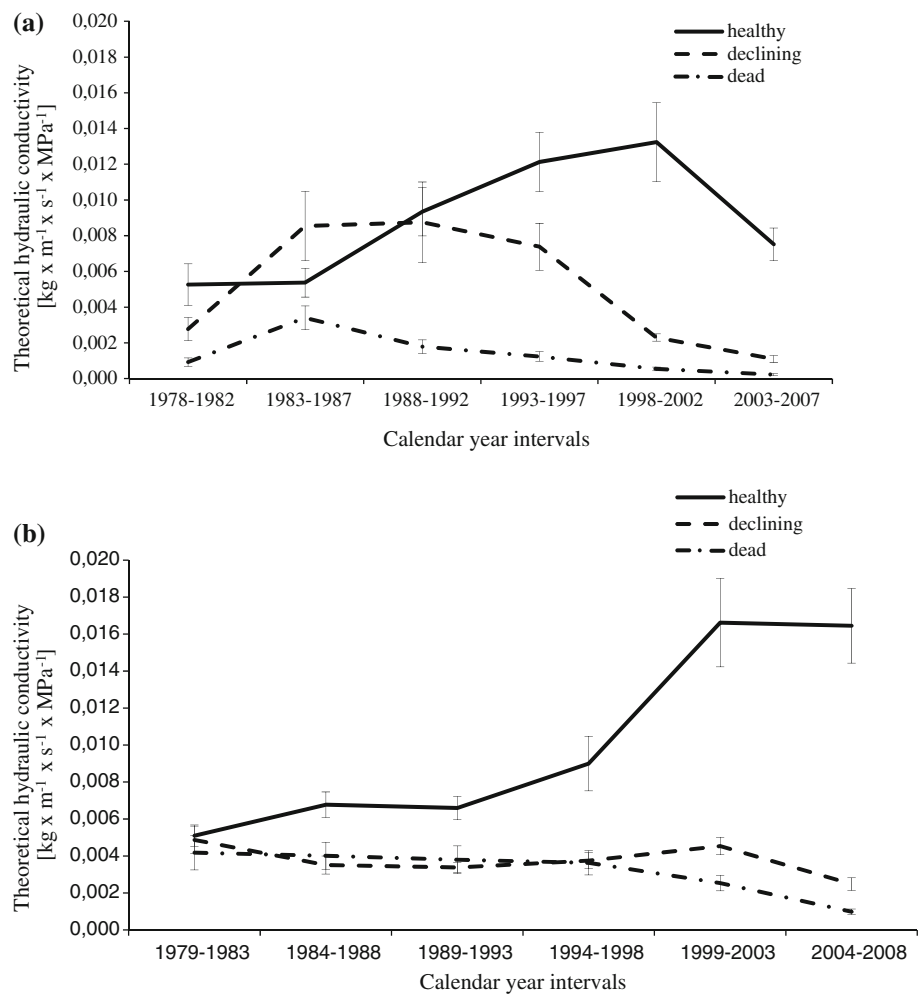 (a)
healthy
declining
dead
Theoretical hydraulic conductivity
[kg x m⁻¹ x s⁻¹ x MPa⁻¹]
0,020
0,018
0,016
0,014
0,012
0,010
0,008
0,006
0,004
0,002
0,000
1978-1982 1983-1987 1988-1992 1993-1997 1998-2002 2003-2007
Calendar year intervals
(b)
healthy
declining
dead
Theoretical hydraulic conductivity
[kg x m⁻¹ x s⁻¹ x MPa⁻¹]
0,020
0,018
0,016
0,014
0,012
0,010
0,008
0,006
0,004
0,002
0,000
1979-1983 1984-1988 1989-1993 1994-1998 1999-2003 2004-2008
Calendar year intervals